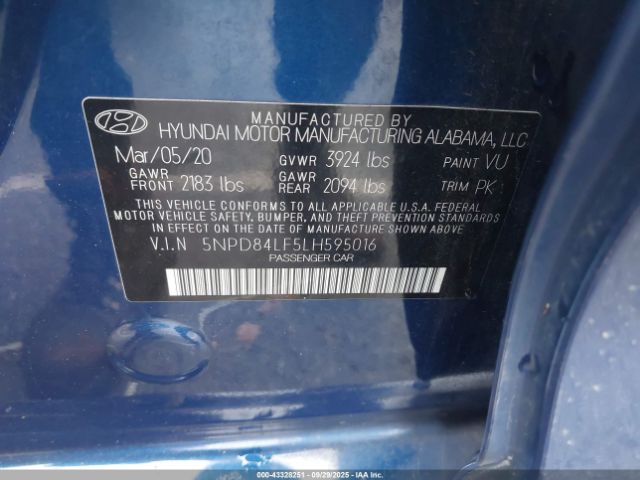 MANUFACTURED BY
HYUNDAI MOTOR MANUFACTURING ALABAMA, LLC
Mar/05/20 GVWR 3924 lbs PAINT VU
GAWR FRONT 2183 lbs GAWR REAR 2094 lbs TRIM PK
THIS VEHICLE CONFORMS TO ALL APPLICABLE U.S.A. FEDERAL
MOTOR VEHICLE SAFETY, BUMPER, AND THEFT PREVENTION STANDARDS
IN EFFECT ON THE DATE OF MANUFACTURE SHOWN ABOVE.
V.I.N 5NPD84LF5LH595016
PASSENGER CAR
IAA 43328251 - 09/29/2025 - IAAI.com